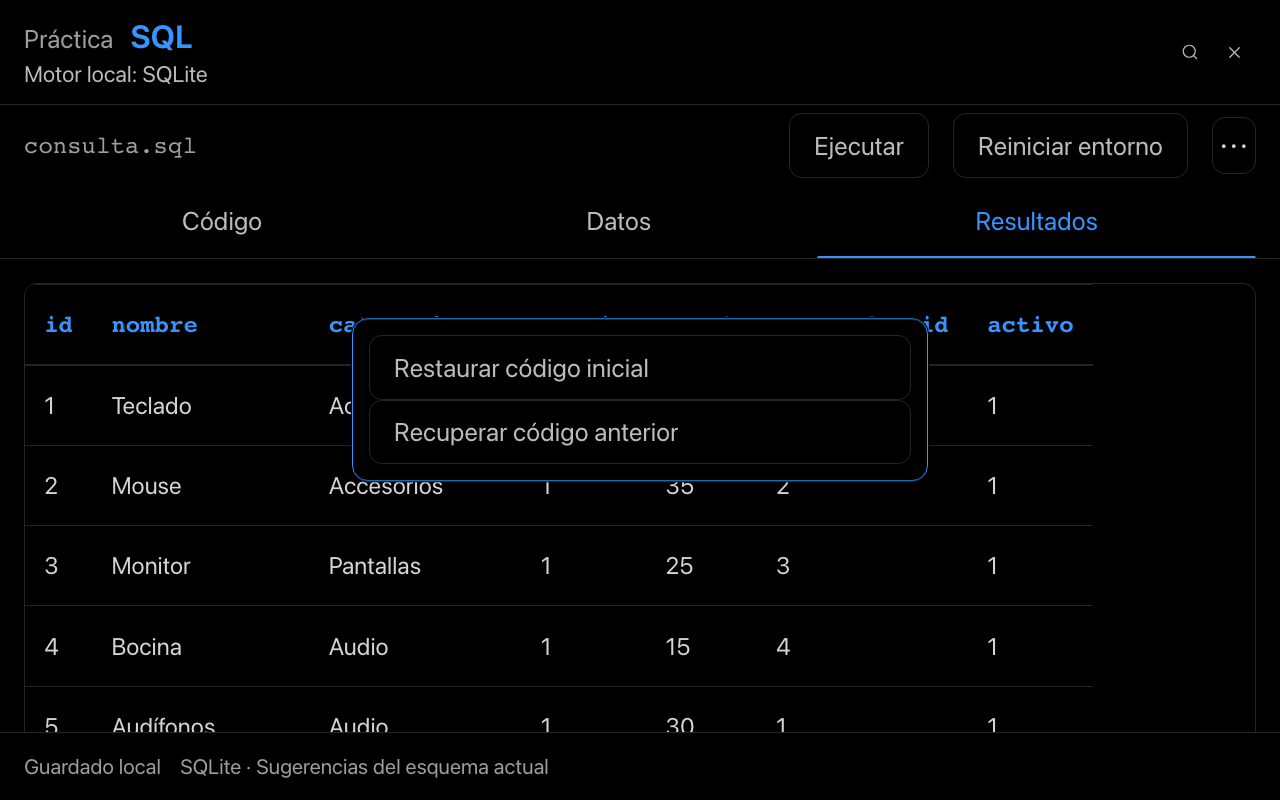 Práctica SQL
Motor local: SQLite
consulta.sql Ejecutar Reiniciar entorno ...
Código Datos Resultados
id nombre activo
Restaurar código inicial
1 Teclado 1
Recuperar código anterior
2 Mouse Accesorios 1 35 2 1
3 Monitor Pantallas 1 25 3 1
4 Bocina Audio 1 15 4 1
5 Audífonos Audio 1 30 1 1
Guardado local SQLite · Sugerencias del esquema actual